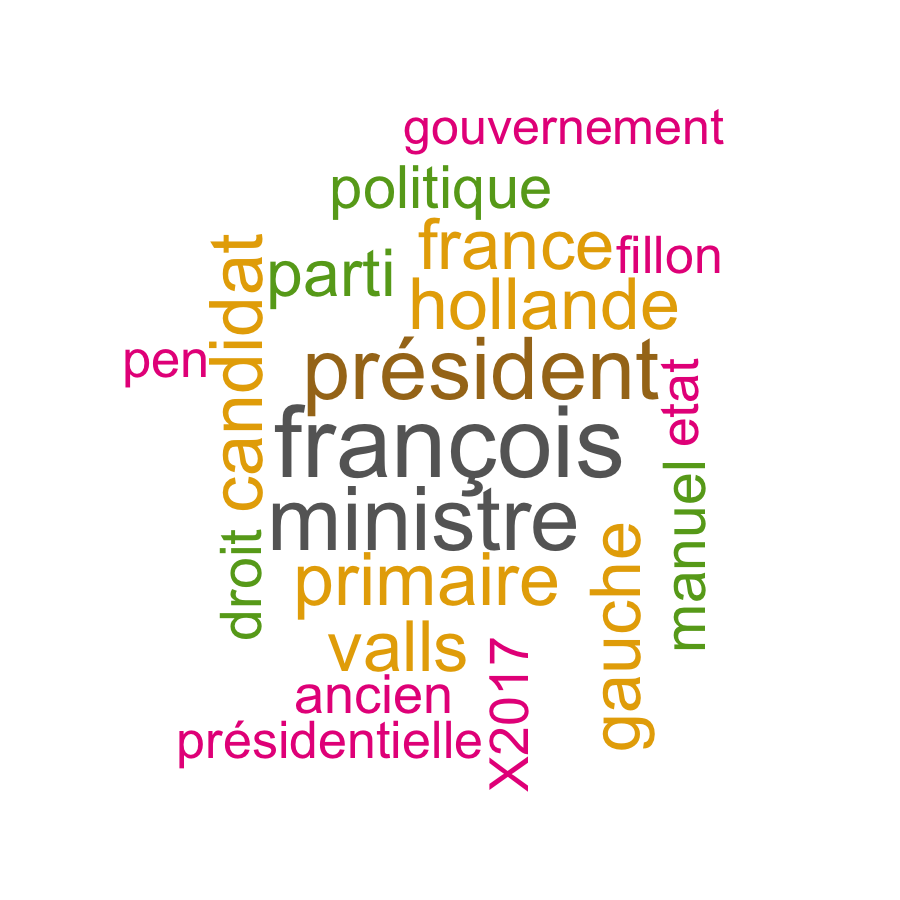 gouvernement
politique
france
fillon
parti
candidat
hollande
pen
président
etat
françois
manuel
ministre
droit
primaire
gauche
valls
X2017
ancien
présidentielle